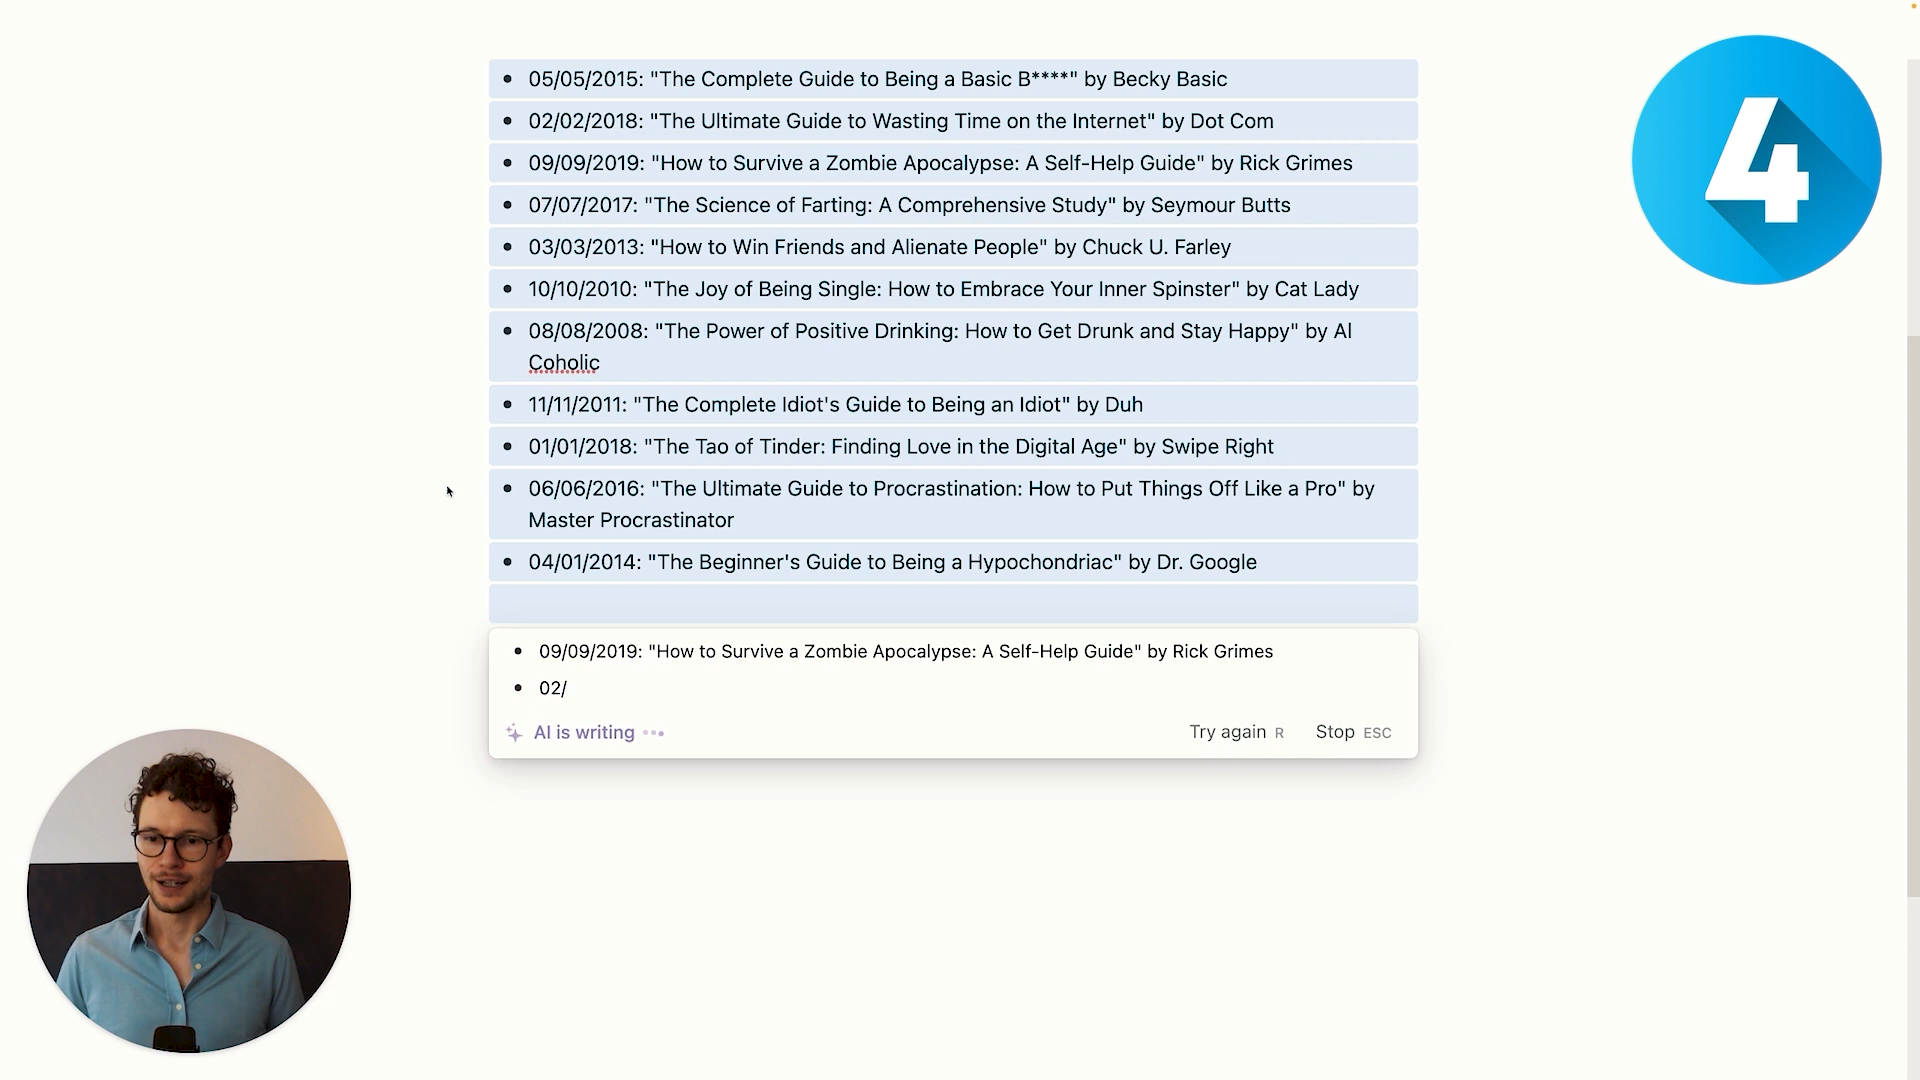 • 05/05/2015: "The Complete Guide to Being a Basic B****" by Becky Basic
• 02/02/2018: "The Ultimate Guide to Wasting Time on the Internet" by Dot Com
• 09/09/2019: "How to Survive a Zombie Apocalypse: A Self-Help Guide" by Rick Grimes
• 07/07/2017: "The Science of Farting: A Comprehensive Study" by Seymour Butts
• 03/03/2013: "How to Win Friends and Alienate People" by Chuck U. Farley
• 10/10/2010: "The Joy of Being Single: How to Embrace Your Inner Spinster" by Cat Lady
• 08/08/2008: "The Power of Positive Drinking: How to Get Drunk and Stay Happy" by Al
Coholic
• 11/11/2011: "The Complete Idiot's Guide to Being an Idiot" by Duh
• 01/01/2018: "The Tao of Tinder: Finding Love in the Digital Age" by Swipe Right
• 06/06/2016: "The Ultimate Guide to Procrastination: How to Put Things Off Like a Pro" by
Master Procrastinator
• 04/01/2014: "The Beginner's Guide to Being a Hypochondriac" by Dr. Google
• 09/09/2019: "How to Survive a Zombie Apocalypse: A Self-Help Guide" by Rick Grimes
• 02/
AI is writing
Try again R Stop ESC
4